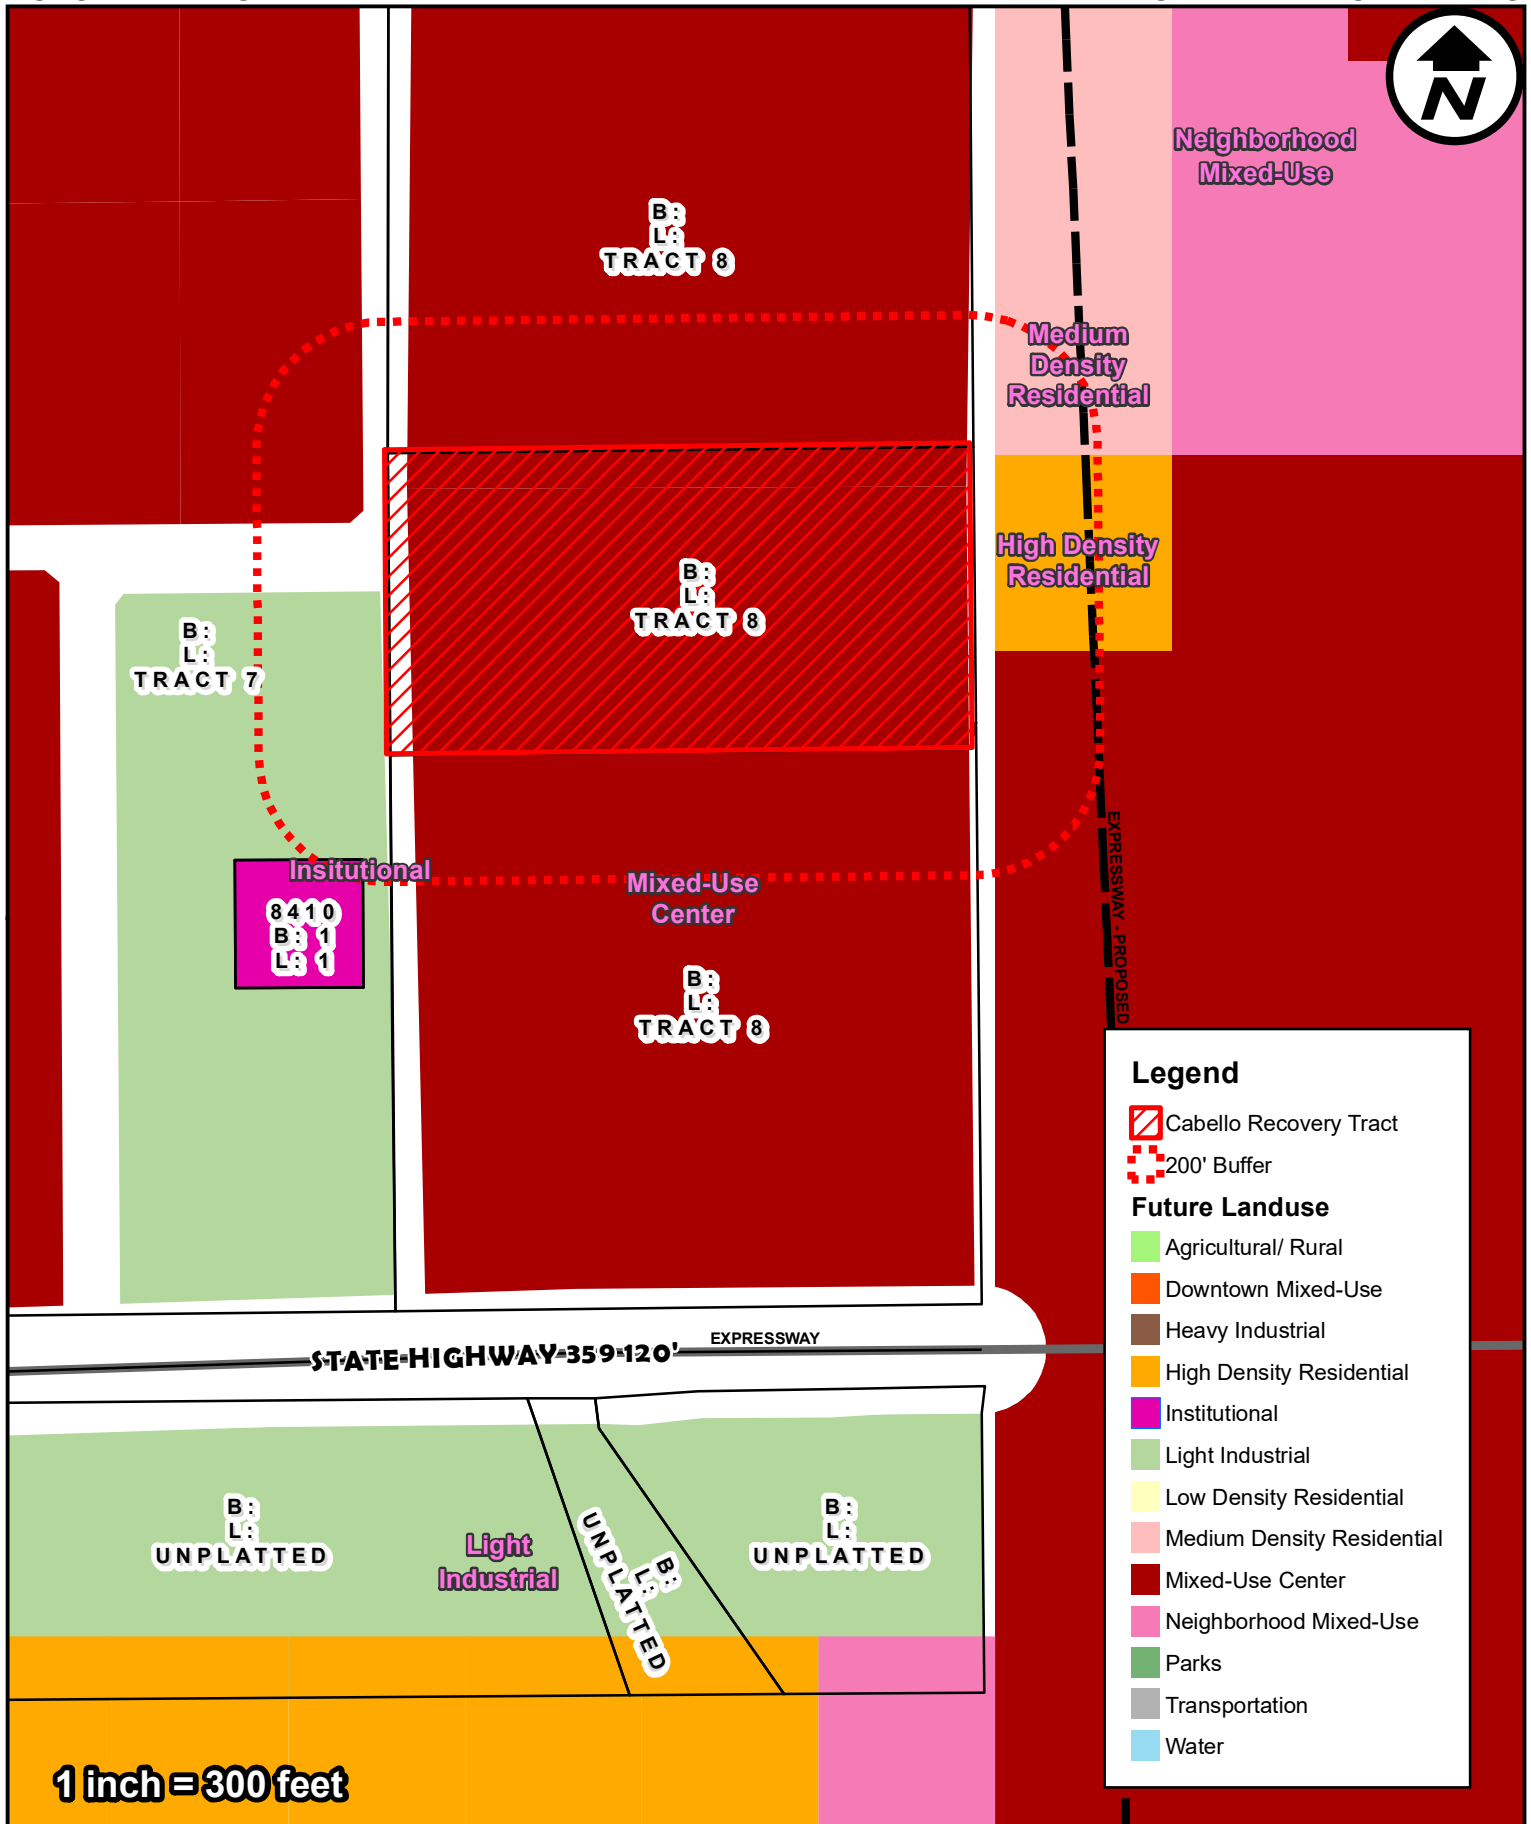 N
Neighborhood
Mixed-Use
B:
L:
TRACT 8
Medium
Density
Residential
High Density
Residential
B:
L:
TRACT 8
B:
L:
TRACT 7
Insitutional
8410
B: 1
L: 1
Mixed-Use
Center
B:
L:
TRACT 8
EXPRESSWAY - PROPOSED
STATE HIGHWAY 359 120'
EXPRESSWAY
B:
L:
UNPLATTED
Light
Industrial
B:
L:
UNPLATTED
B:
L:
UNPLATTED
1 inch = 300 feet
Legend
Cabello Recovery Tract
200' Buffer
Future Landuse
Agricultural/ Rural
Downtown Mixed-Use
Heavy Industrial
High Density Residential
Institutional
Light Industrial
Low Density Residential
Medium Density Residential
Mixed-Use Center
Neighborhood Mixed-Use
Parks
Transportation
Water